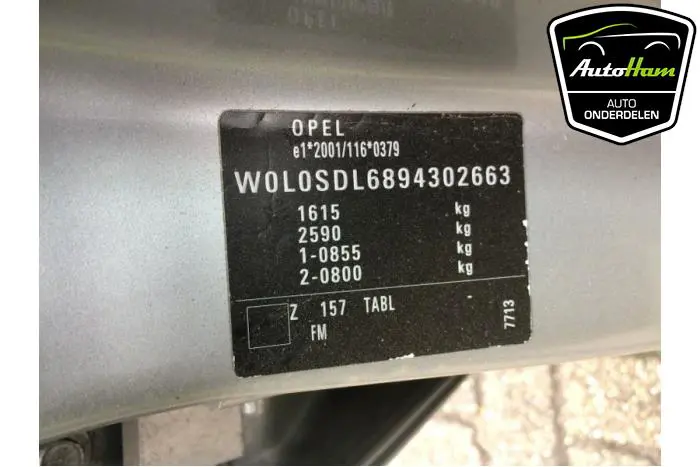 OPEL
e1*2001/116*0379
W0L0SDL6894302663
1615 kg
2590 kg
1-0855 kg
2-0800 kg
Z 157 TABL
FM
7713
AutoHam
AUTO
ONDERDELEN